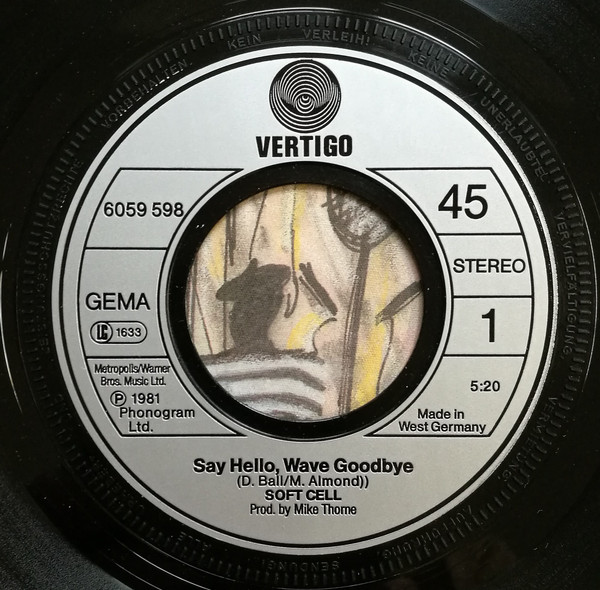 VORBEHALTEN. KEIN VERLEIH! KEINE UNERLAUBTE VERVIELFÄLTIGUNG
VERTIGO
6059 598
45
STEREO
GEMA
LC 1633
1
Metropolis/Warner
Bros. Music Ltd.
℗ 1981
Phonogram
Ltd.
5:20
Made in
West Germany
Say Hello, Wave Goodbye
(D. Ball/M. Almond))
SOFT CELL
Prod. by Mike Thorne
SENDUNG!